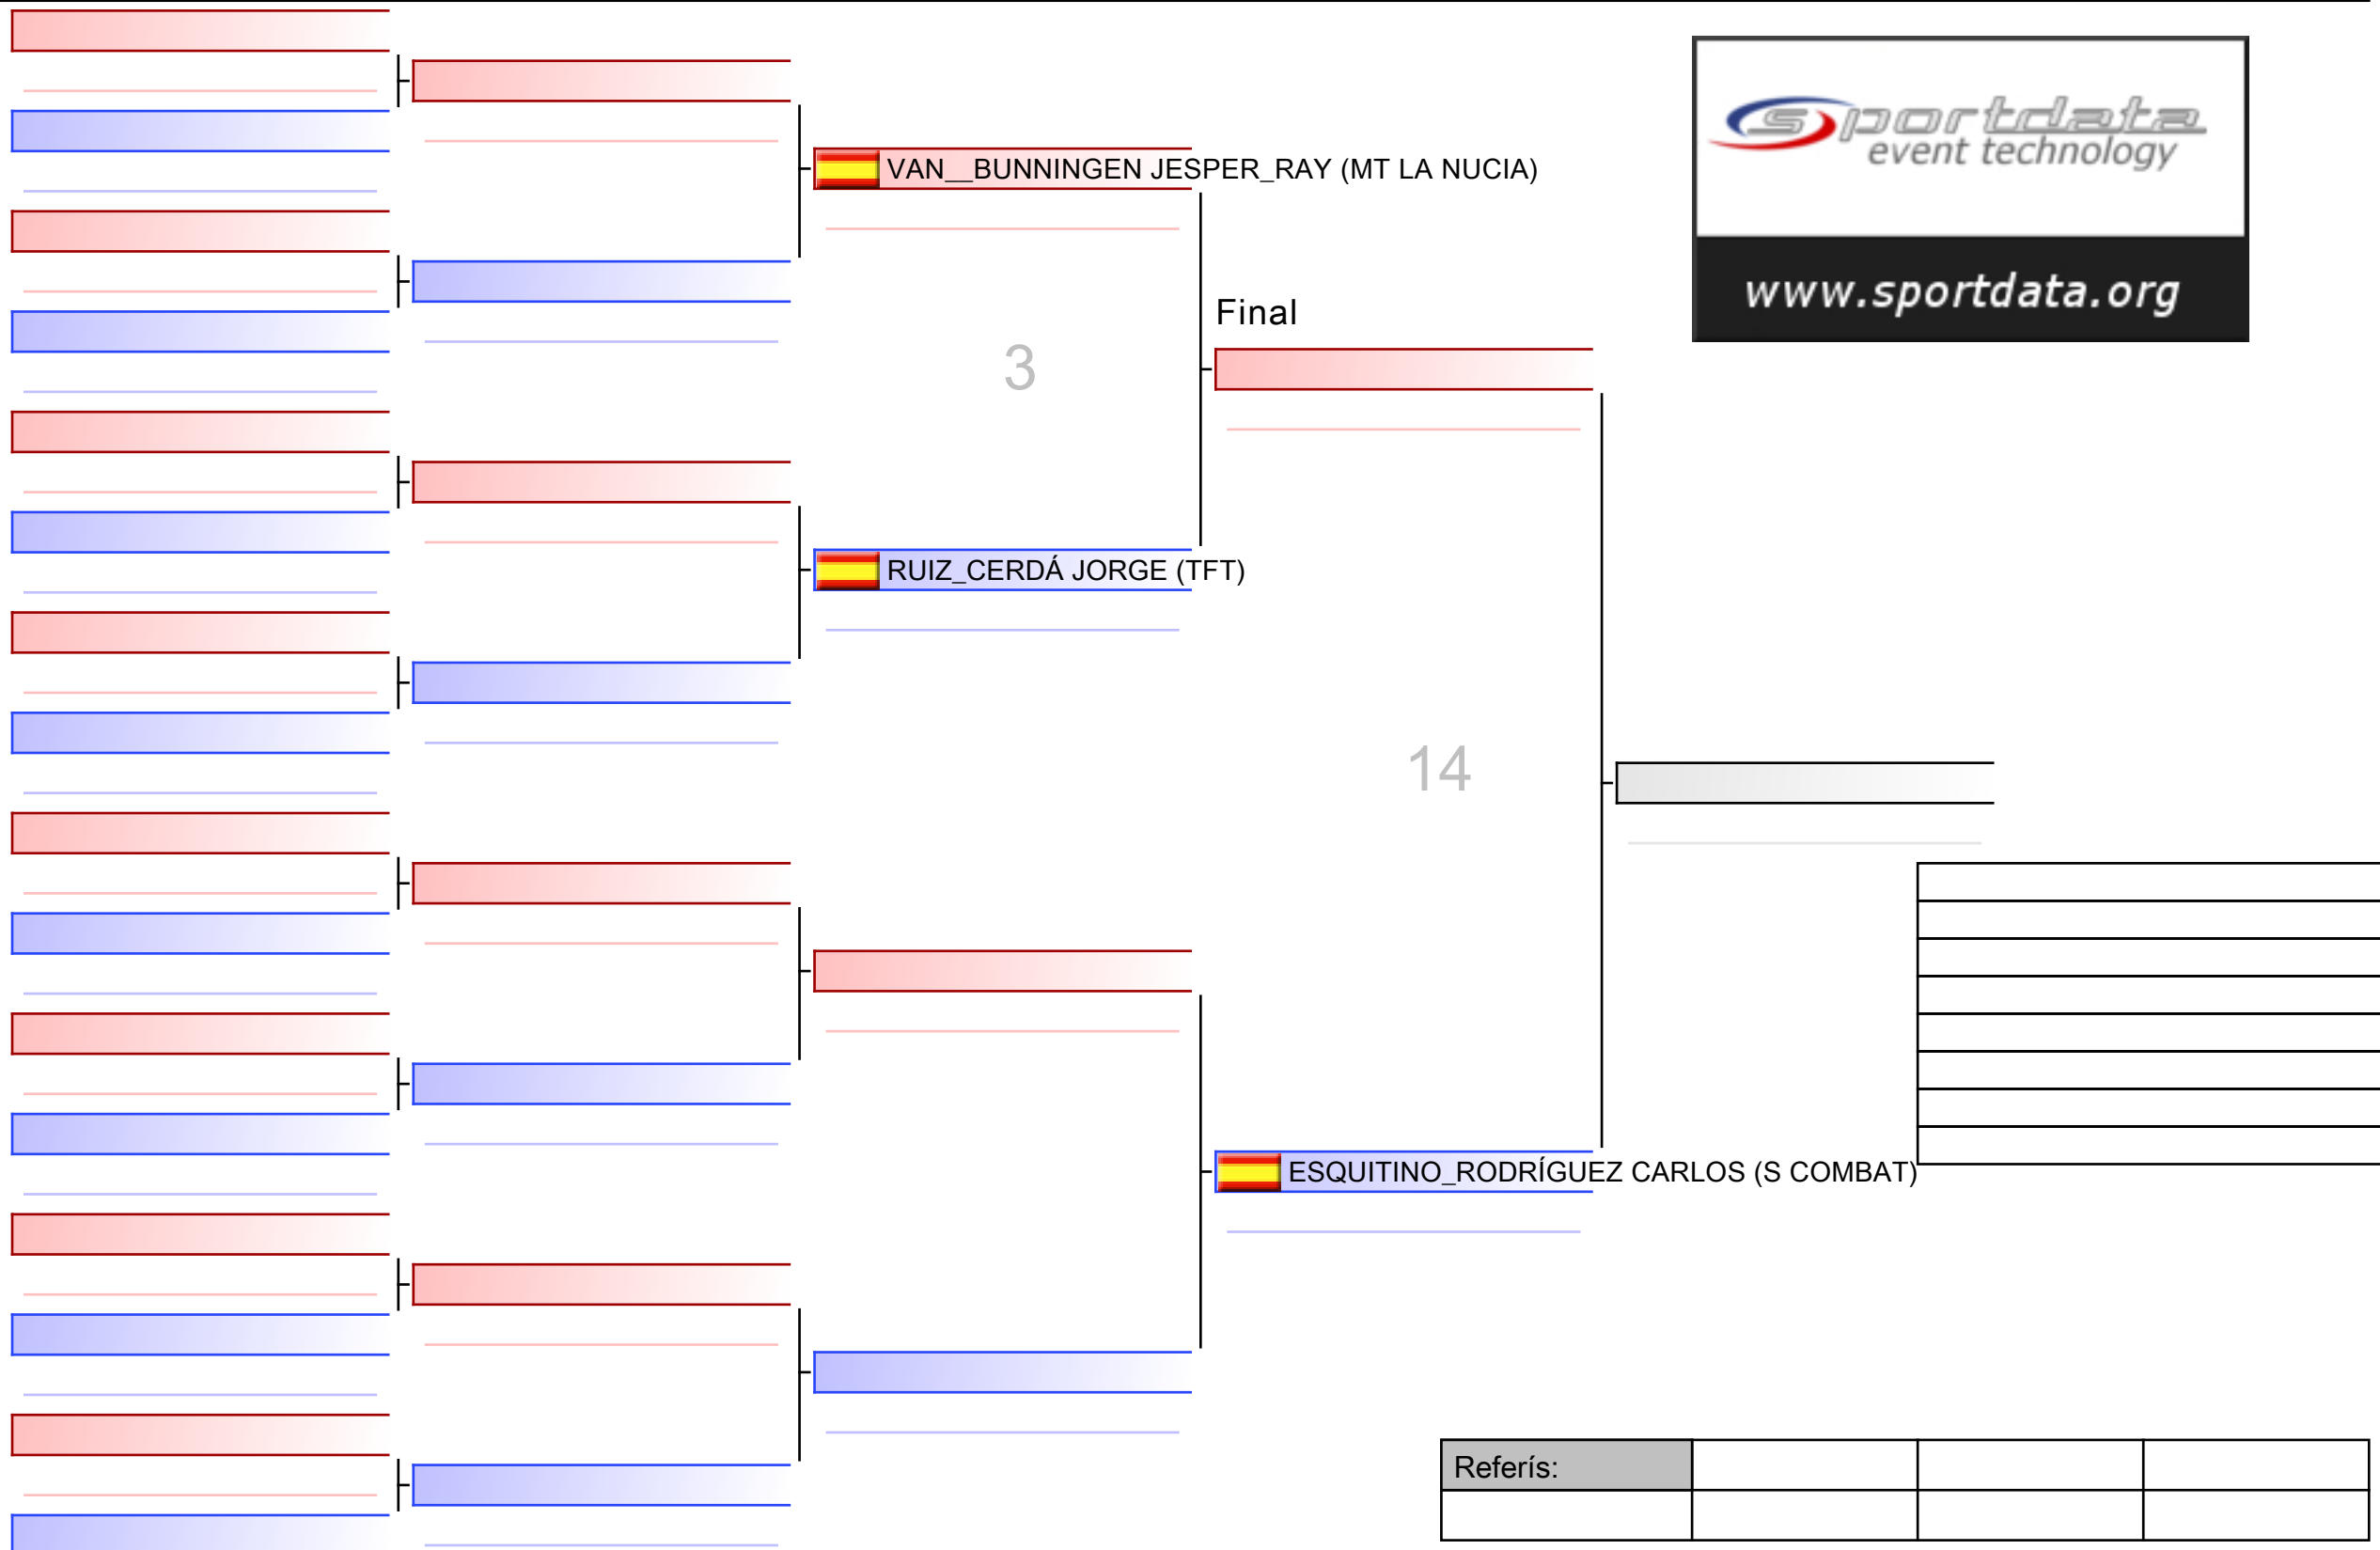 sportdata
event technology
www.sportdata.org
VAN__BUNNINGEN JESPER_RAY (MT LA NUCIA)
Final
3
RUIZ_CERDÁ JORGE (TFT)
14
ESQUITINO_RODRÍGUEZ CARLOS (S COMBAT)
Referís: